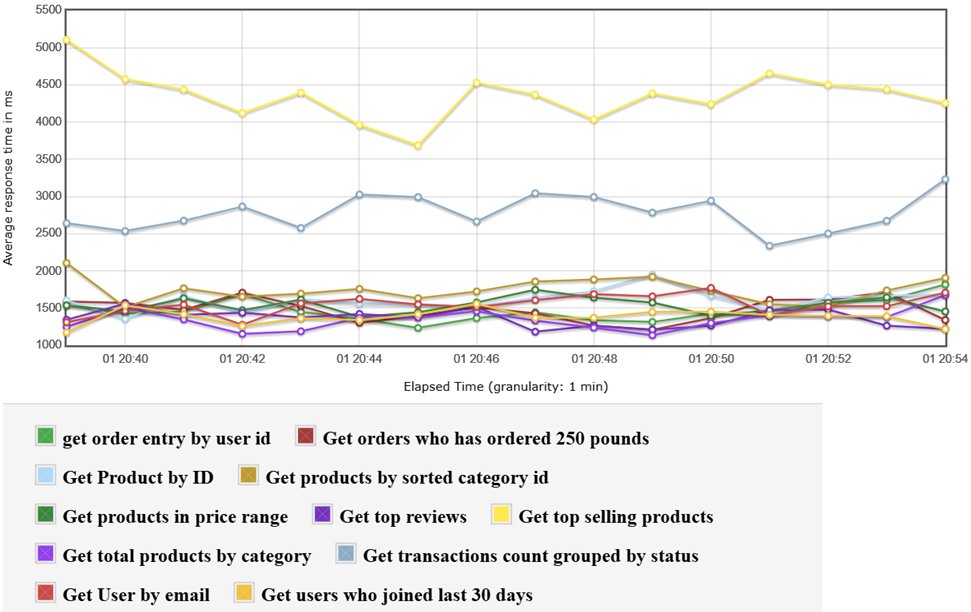 5500
5000
4500
4000
3500
3000
2500
2000
1500
1000
Average response time in ms
01 20:40 01 20:42 01 20:44 01 20:46 01 20:48 01 20:50 01 20:52 01 20:54
Elapsed Time (granularity: 1 min)
get order entry by user id Get orders who has ordered 250 pounds
Get Product by ID Get products by sorted category id
Get products in price range Get top reviews Get top selling products
Get total products by category Get transactions count grouped by status
Get User by email Get users who joined last 30 days